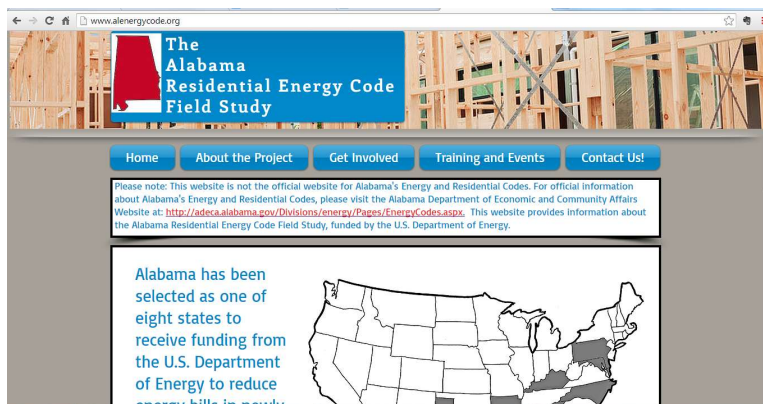 www.alenergycode.org
The
Alabama
Residential Energy Code
Field Study
Home
About the Project
Get Involved
Training and Events
Contact Us!
Please note: This website is not the official website for Alabama's Energy and Residential Codes. For official information
about Alabama's Energy and Residential Codes, please visit the Alabama Department of Economic and Community Affairs
Website at: http://adeca.alabama.gov/Divisions/energy/Pages/EnergyCodes.aspx. This website provides information about
the Alabama Residential Energy Code Field Study, funded by the U.S. Department of Energy.
Alabama has been
selected as one of
eight states to
receive funding from
the U.S. Department
of Energy to reduce
energy bills in newly